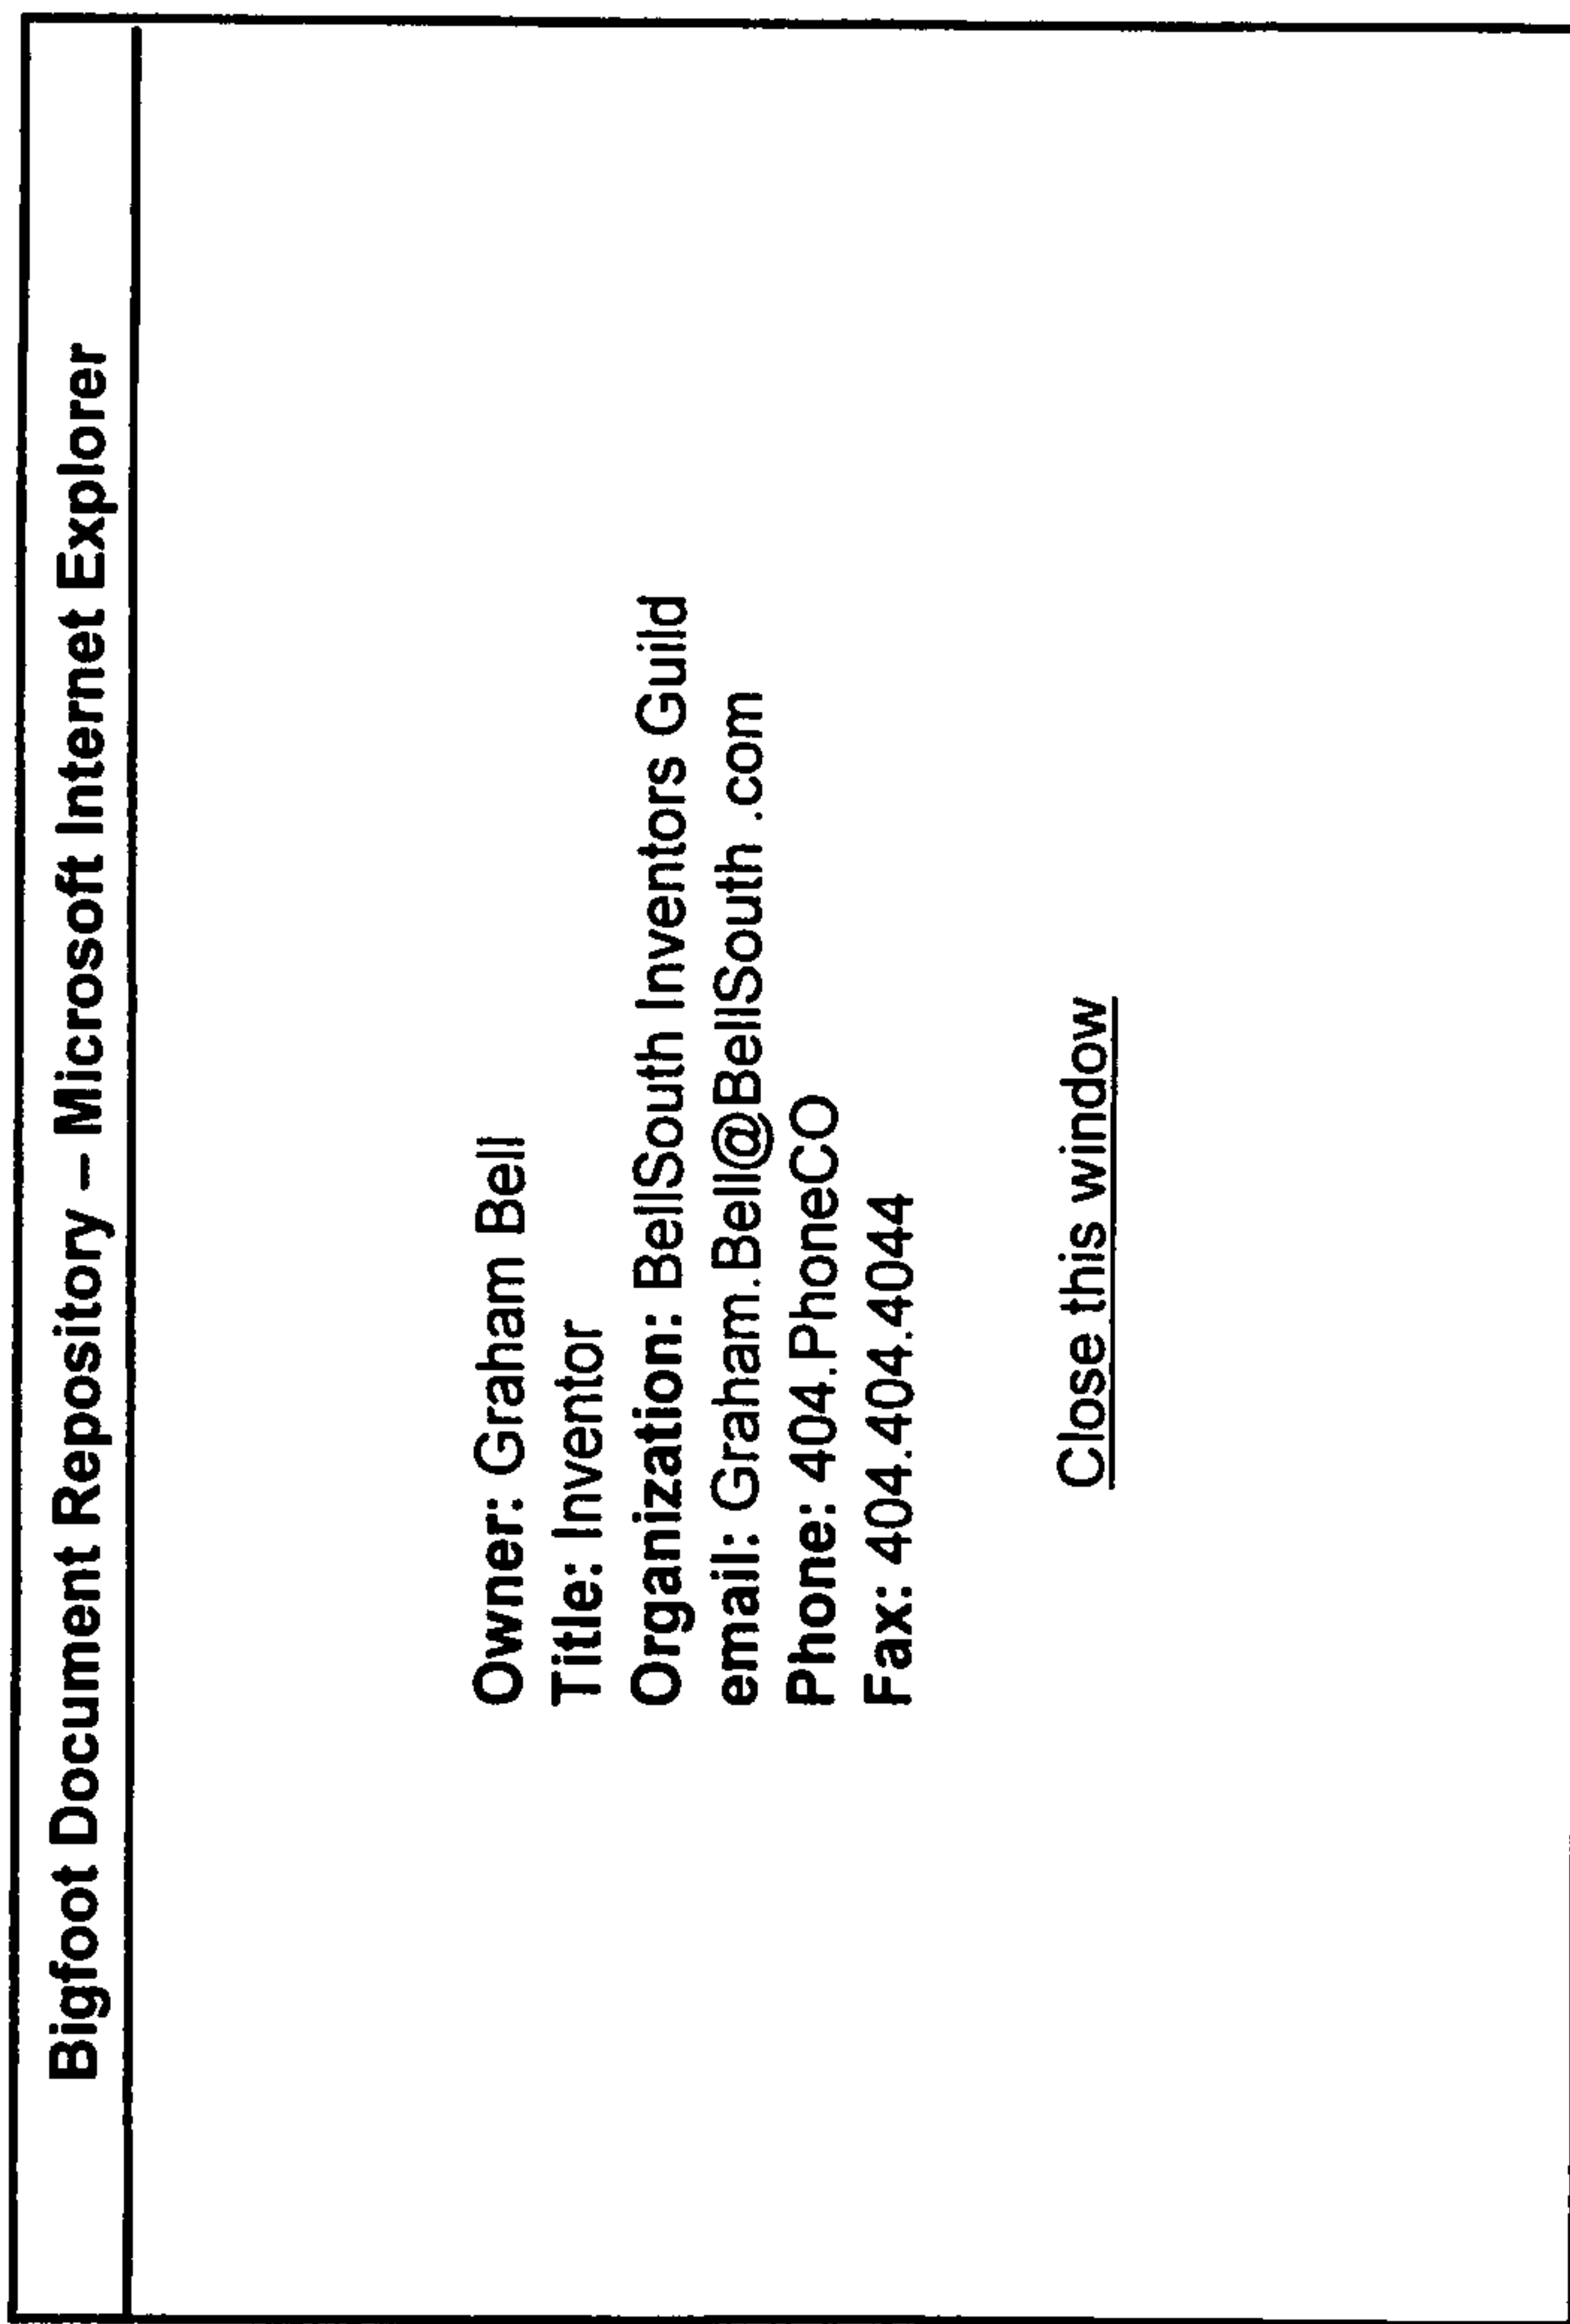 Bigfoot Document Repository – Microsoft Internet Explorer
Owner: Graham Bell
Title: Inventor
Organization: BellSouth Inventors Guild
email: Graham.Bell@BellSouth .com
Phone: 404.PhoneCO
Fax: 404.404.4044
Close this window